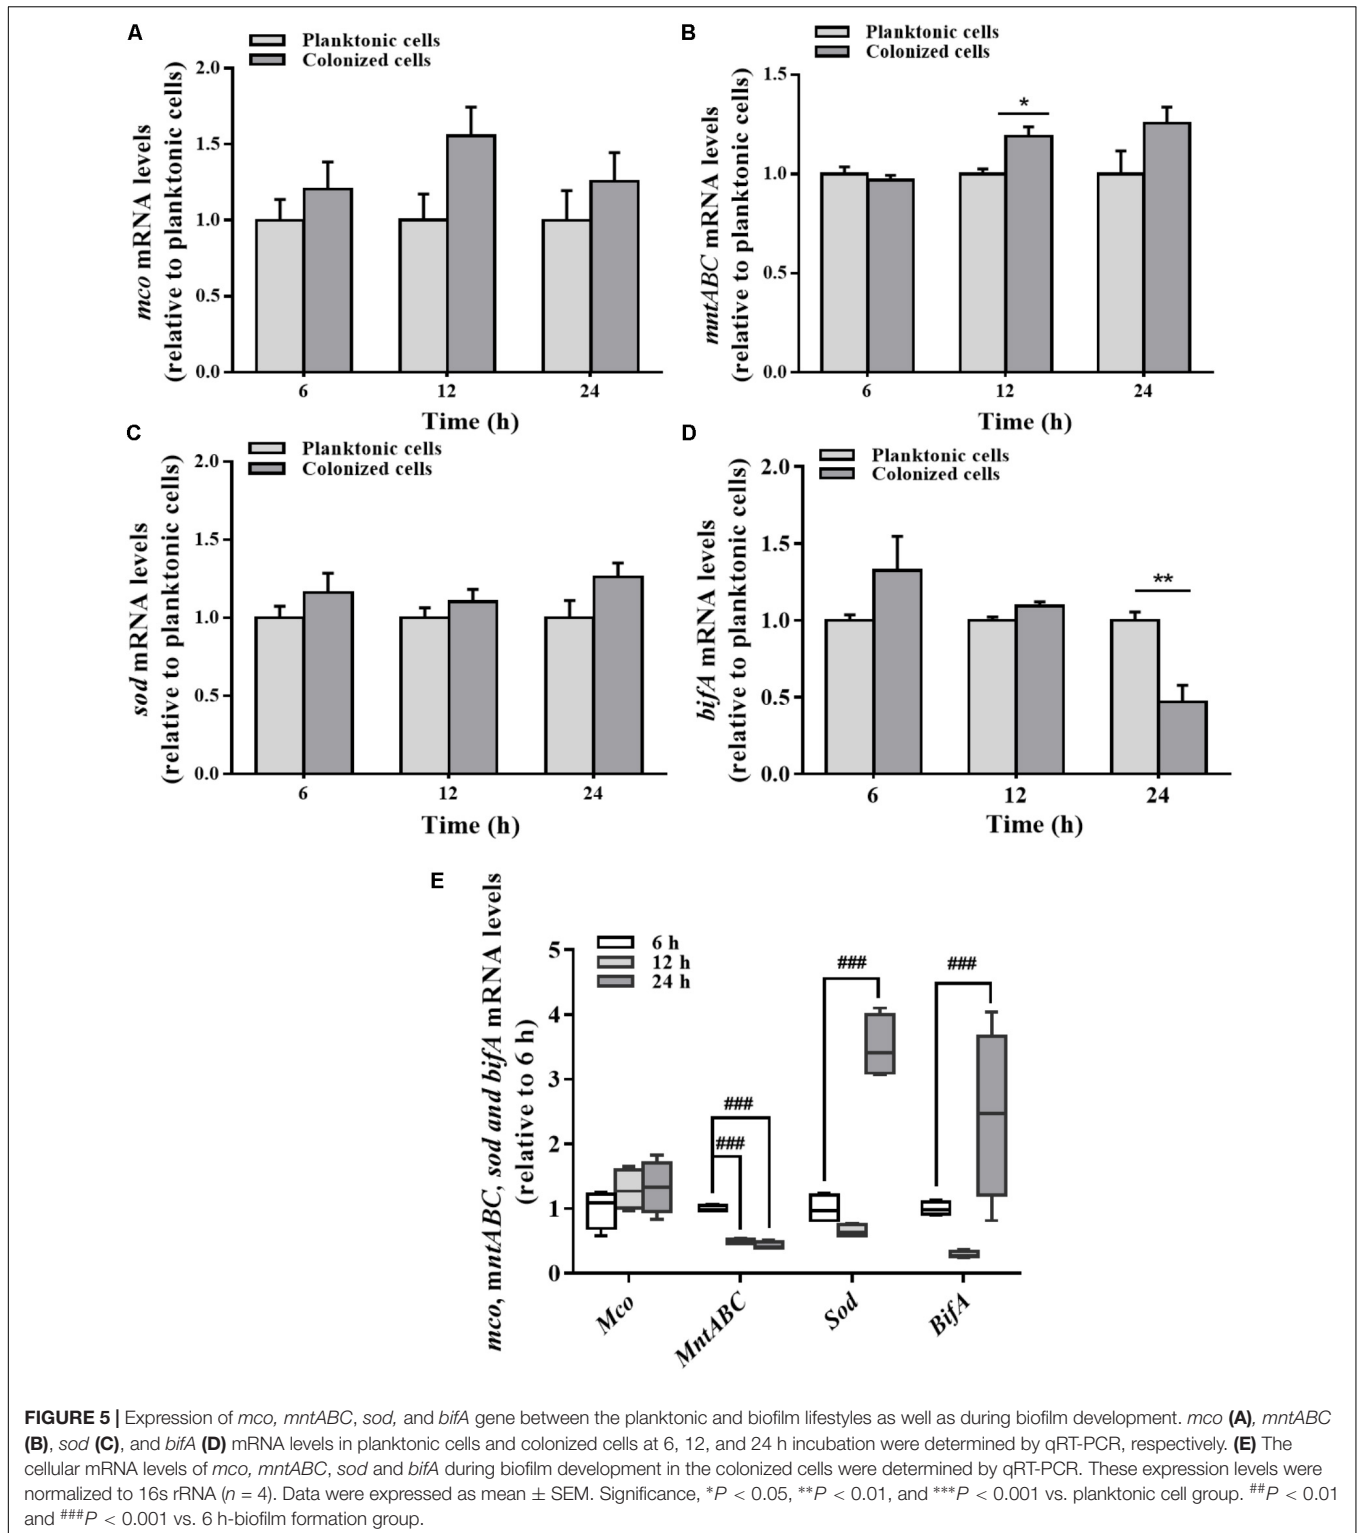 A
Planktonic cells
Colonized cells
mco mRNA levels
(relative to planktonic cells)
2.0
1.5
1.0
0.5
0.0
6
12
24
Time (h)
B
Planktonic cells
Colonized cells
mntABC mRNA levels
(relative to planktonic cells)
1.5
1.0
0.5
0.0
*
6
12
24
Time (h)
C
Planktonic cells
Colonized cells
sod mRNA levels
(relative to planktonic cells)
2.0
1.5
1.0
0.5
0.0
6
12
24
Time (h)
D
Planktonic cells
Colonized cells
bifA mRNA levels
(relative to planktonic cells)
2.0
1.5
1.0
0.5
0.0
**
6
12
24
Time (h)
E
mco, mntABC, sod and bifA mRNA levels
(relative to 6 h)
6 h
12 h
24 h
5
4
3
2
1
0
###
###
###
###
Mco
MntABC
Sod
BifA
FIGURE 5 | Expression of mco, mntABC, sod, and bifA gene between the planktonic and biofilm lifestyles as well as during biofilm development. mco (A), mntABC
(B), sod (C), and bifA (D) mRNA levels in planktonic cells and colonized cells at 6, 12, and 24 h incubation were determined by qRT-PCR, respectively. (E) The
cellular mRNA levels of mco, mntABC, sod and bifA during biofilm development in the colonized cells were determined by qRT-PCR. These expression levels were
normalized to 16s rRNA (n = 4). Data were expressed as mean ± SEM. Significance, *P < 0.05, **P < 0.01, and ***P < 0.001 vs. planktonic cell group. ##P < 0.01
and ###P < 0.001 vs. 6 h-biofilm formation group.